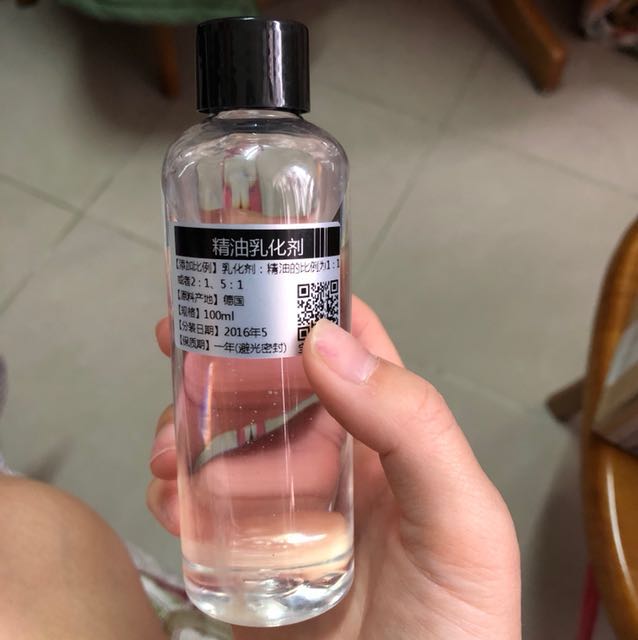 精油乳化剂
【添加比例】乳化剂：精油的比例为1：1
或者2：1、5：1
【原料产地】德国
【规格】100ml
【分装日期】2016年5
【保质期】一年(避光密封)